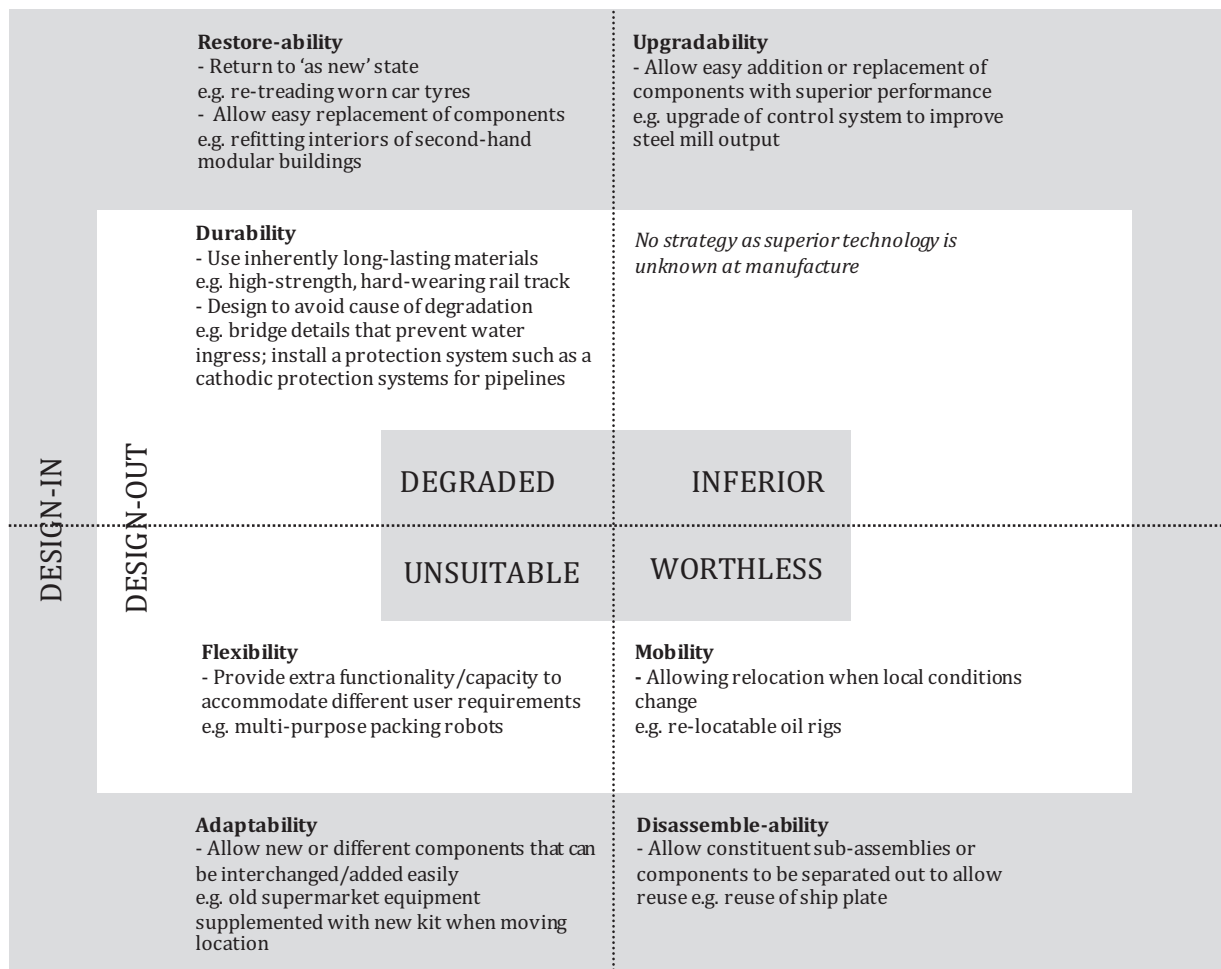 Restore-ability
- Return to ‘as new’ state
e.g. re-treading worn car tyres
- Allow easy replacement of components
e.g. refitting interiors of second-hand
modular buildings
Upgradability
- Allow easy addition or replacement of
components with superior performance
e.g. upgrade of control system to improve
steel mill output
Durability
- Use inherently long-lasting materials
e.g. high-strength, hard-wearing rail track
- Design to avoid cause of degradation
e.g. bridge details that prevent water
ingress; install a protection system such as a
cathodic protection systems for pipelines
No strategy as superior technology is
unknown at manufacture
DESIGN-IN
DESIGN-OUT
DEGRADED
INFERIOR
UNSUITABLE
WORTHLESS
Flexibility
- Provide extra functionality/capacity to
accommodate different user requirements
e.g. multi-purpose packing robots
Mobility
- Allowing relocation when local conditions
change
e.g. re-locatable oil rigs
Adaptability
- Allow new or different components that can
be interchanged/added easily
e.g. old supermarket equipment
supplemented with new kit when moving
location
Disassemble-ability
- Allow constituent sub-assemblies or
components to be separated out to allow
reuse e.g. reuse of ship plate